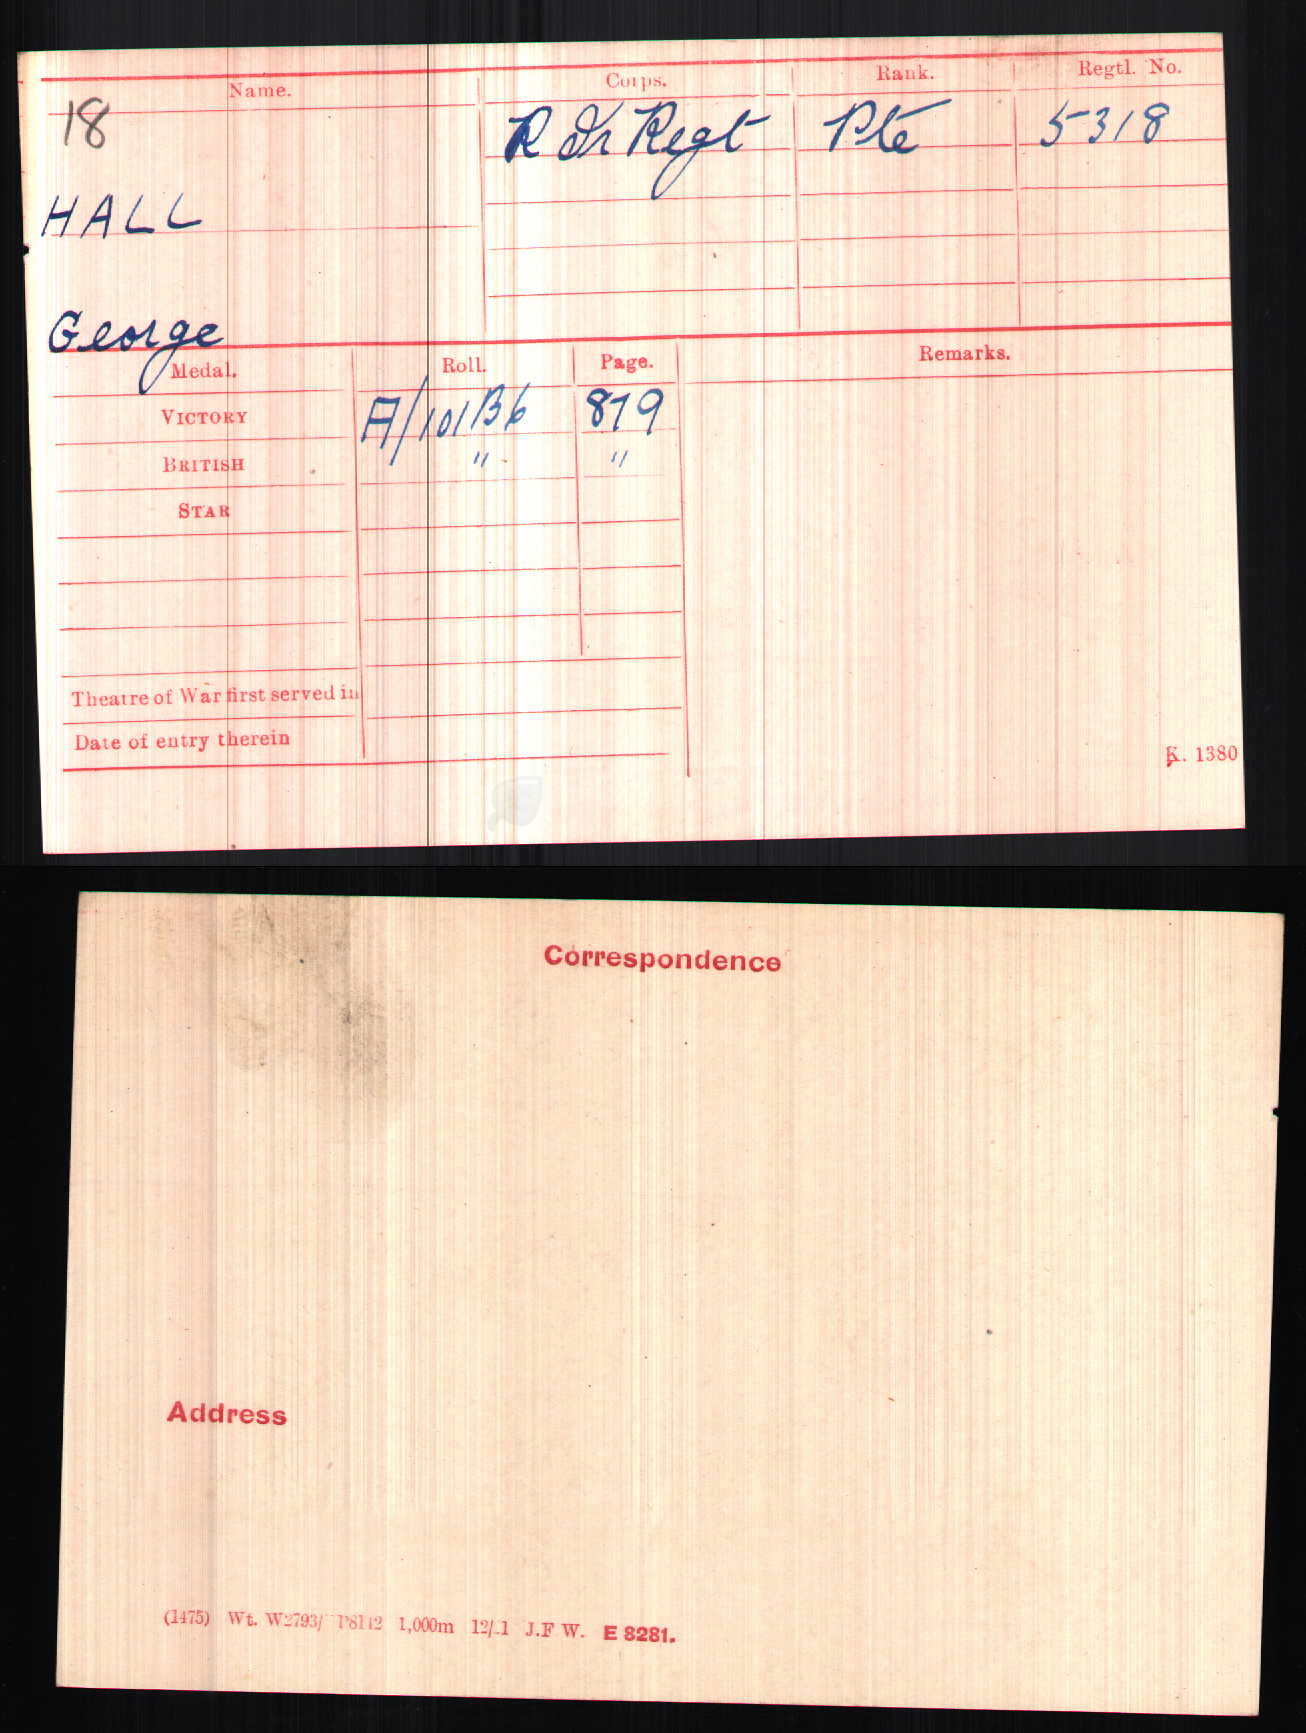 Name. Corps. Rank. Regtl. No.
18
R Ir Regt Pte 5318
HALL
George
Medal. Roll. Page. Remarks.
VICTORY A/101B6 879
BRITISH " "
STAR
Theatre of War first served in
Date of entry therein
K. 1380
Correspondence
Address
(1475) Wt. W2793/ P8112 1,000m J.F.W. E 8281.